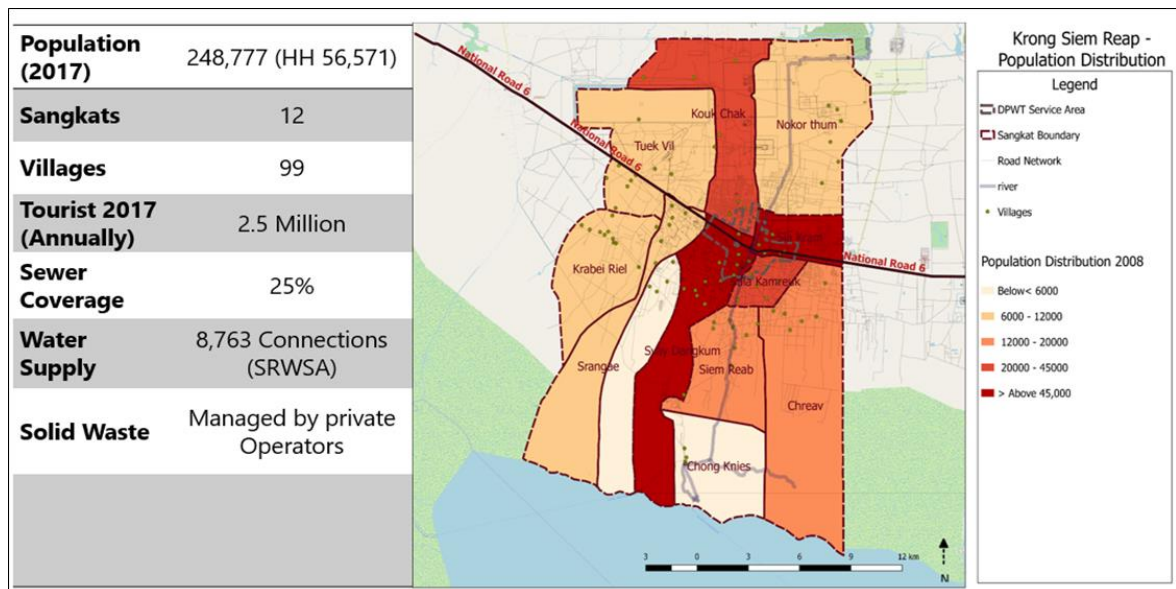 Population
(2017)
248,777 (HH 56,571)
Sangkats
12
Villages
99
Tourist 2017
(Annually)
2.5 Million
Sewer
Coverage
25%
Water
Supply
8,763 Connections
(SRWSA)
Solid Waste
Managed by private
Operators
National Road 6
Kouk Chak
Nokor thum
Tuek Vil
National Road 6
National Road 6
Krabei Riel
Sala Kamreuk
Srangae
Svay Dangkum
Siem Reab
Chreav
Chong Knies
3
0
3
6
9
12 km
N
Krong Siem Reap -
Population Distribution
Legend
DPWT Service Area
Sangkat Boundary
Road Network
river
Villages
Population Distribution 2008
Below< 6000
6000 - 12000
12000 - 20000
20000 - 45000
> Above 45,000